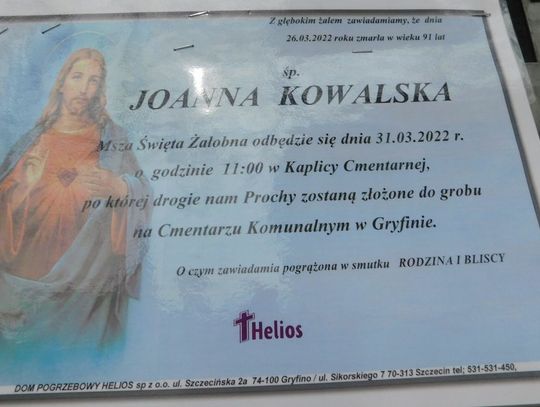 Z głębokim żalem zawiadamiamy, że dnia
26.03.2022 roku zmarła w wieku 91 lat
śp.
JOANNA KOWALSKA
Msza Święta Żałobna odbędzie się dnia 31.03.2022 r.
o godzinie 11:00 w Kaplicy Cmentarnej,
po której drogie nam Prochy zostaną złożone do grobu
na Cmentarzu Komunalnym w Gryfinie.
O czym zawiadamia pogrążona w smutku RODZINA I BLISCY
Helios
DOM POGRZEBOWY HELIOS sp z o.o. ul. Szczecińska 2a 74-100 Gryfino / ul. Sikorskiego 7 70-313 Szczecin tel; 531-531-450,